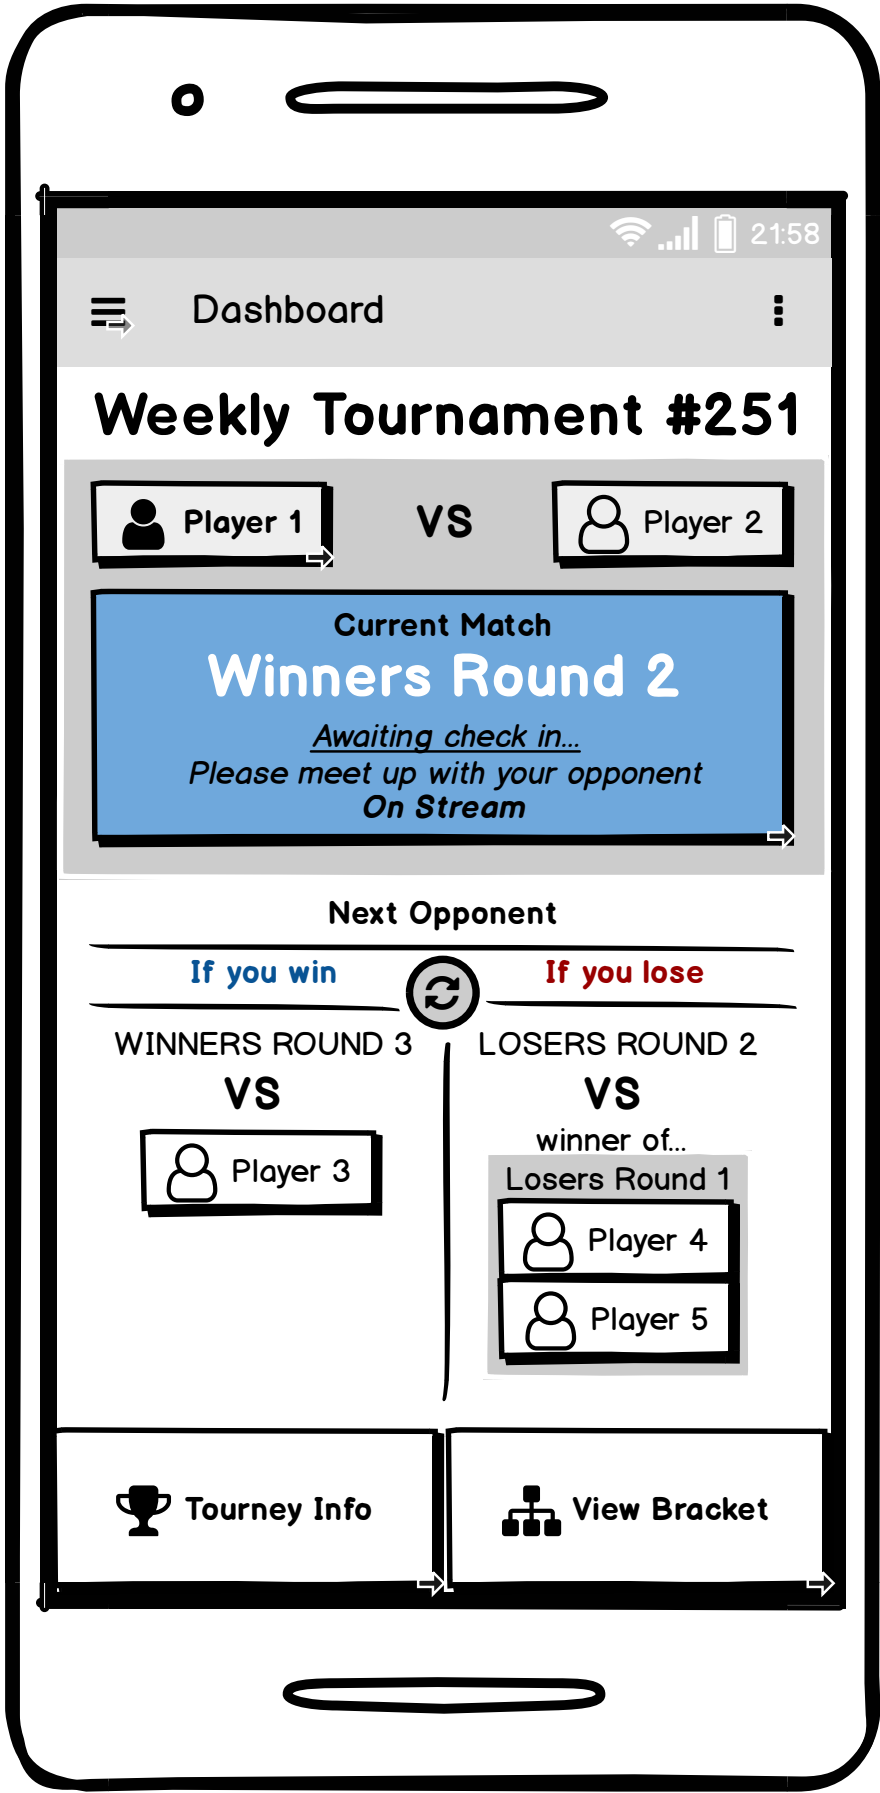 21:58
Dashboard
Weekly Tournament #251
Player 1
VS
Player 2
Current Match
Winners Round 2
Awaiting check in...
Please meet up with your opponent
On Stream
Next Opponent
If you win
If you lose
WINNERS ROUND 3
VS
Player 3
LOSERS ROUND 2
VS
winner of...
Losers Round 1
Player 4
Player 5
Tourney Info
View Bracket